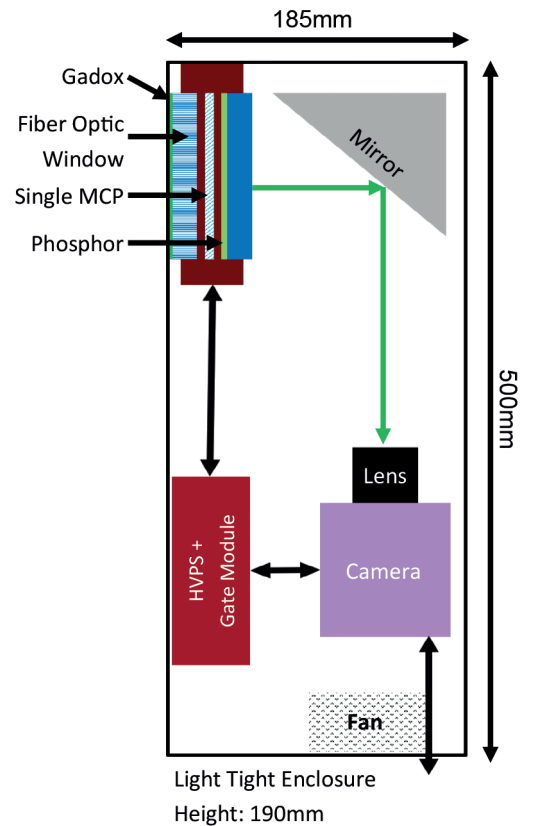 185mm
Gadox
Fiber Optic
Window
Single MCP
Phosphor
Mirror
500mm
Lens
HVPS +
Gate Module
Camera
Fan
Light Tight Enclosure
Height: 190mm